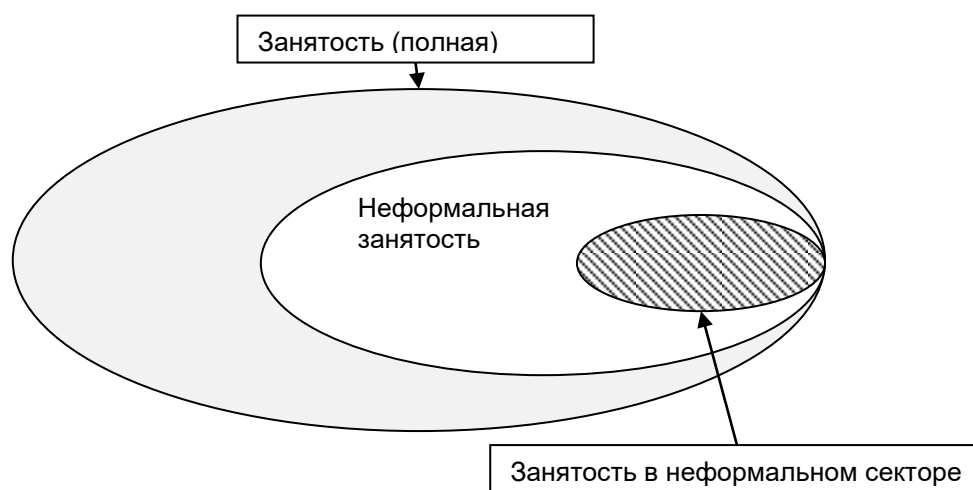 Занятость (полная)
Неформальная
занятость
Занятость в неформальном секторе